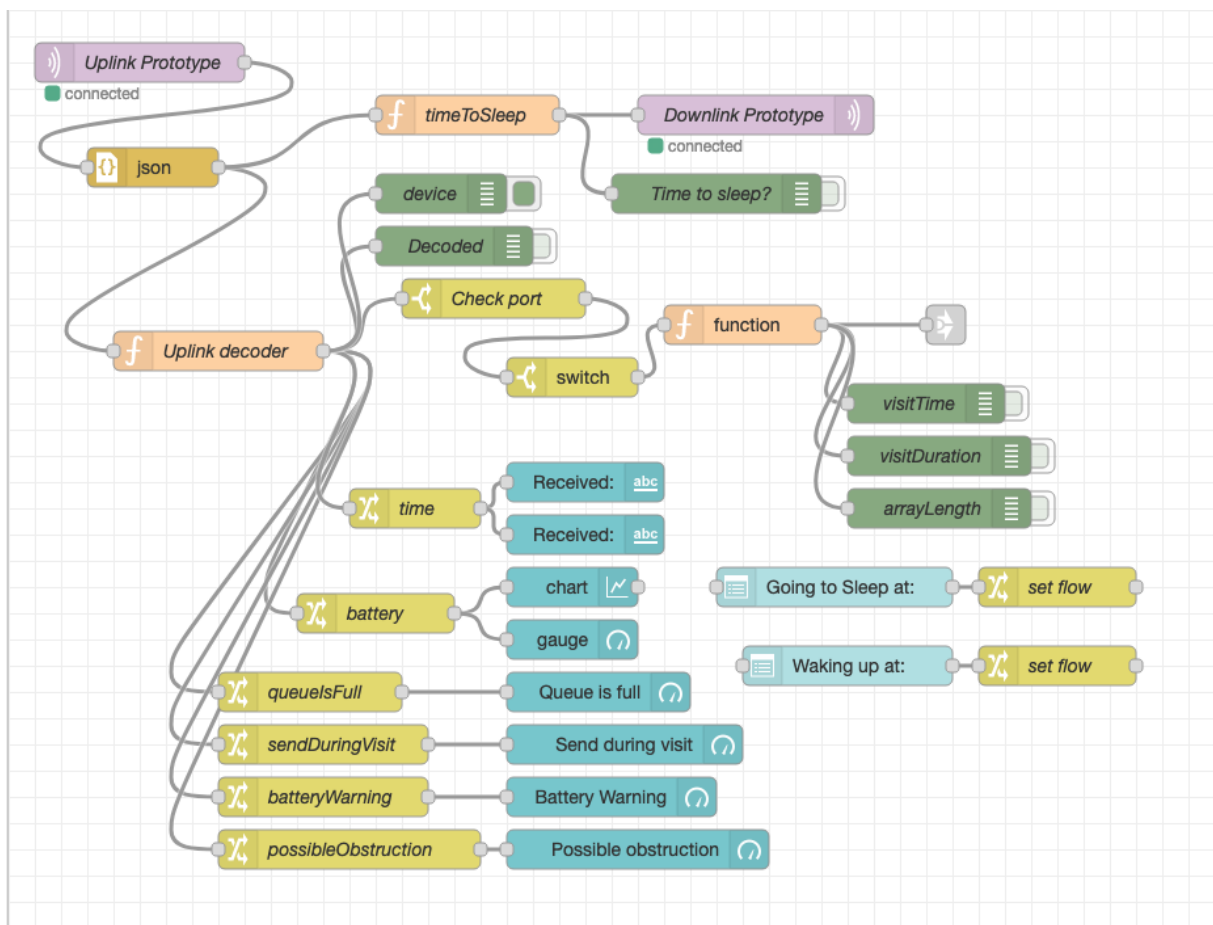 Uplink Prototype
connected
timeToSleep
Downlink Prototype
connected
json
device
Time to sleep?
Decoded
Check port
function
Uplink decoder
switch
visitTime
visitDuration
Received: abc
time
arrayLength
Received: abc
chart
Going to Sleep at:
set flow
battery
gauge
Waking up at:
set flow
queueIsFull
Queue is full
sendDuringVisit
Send during visit
batteryWarning
Battery Warning
possibleObstruction
Possible obstruction